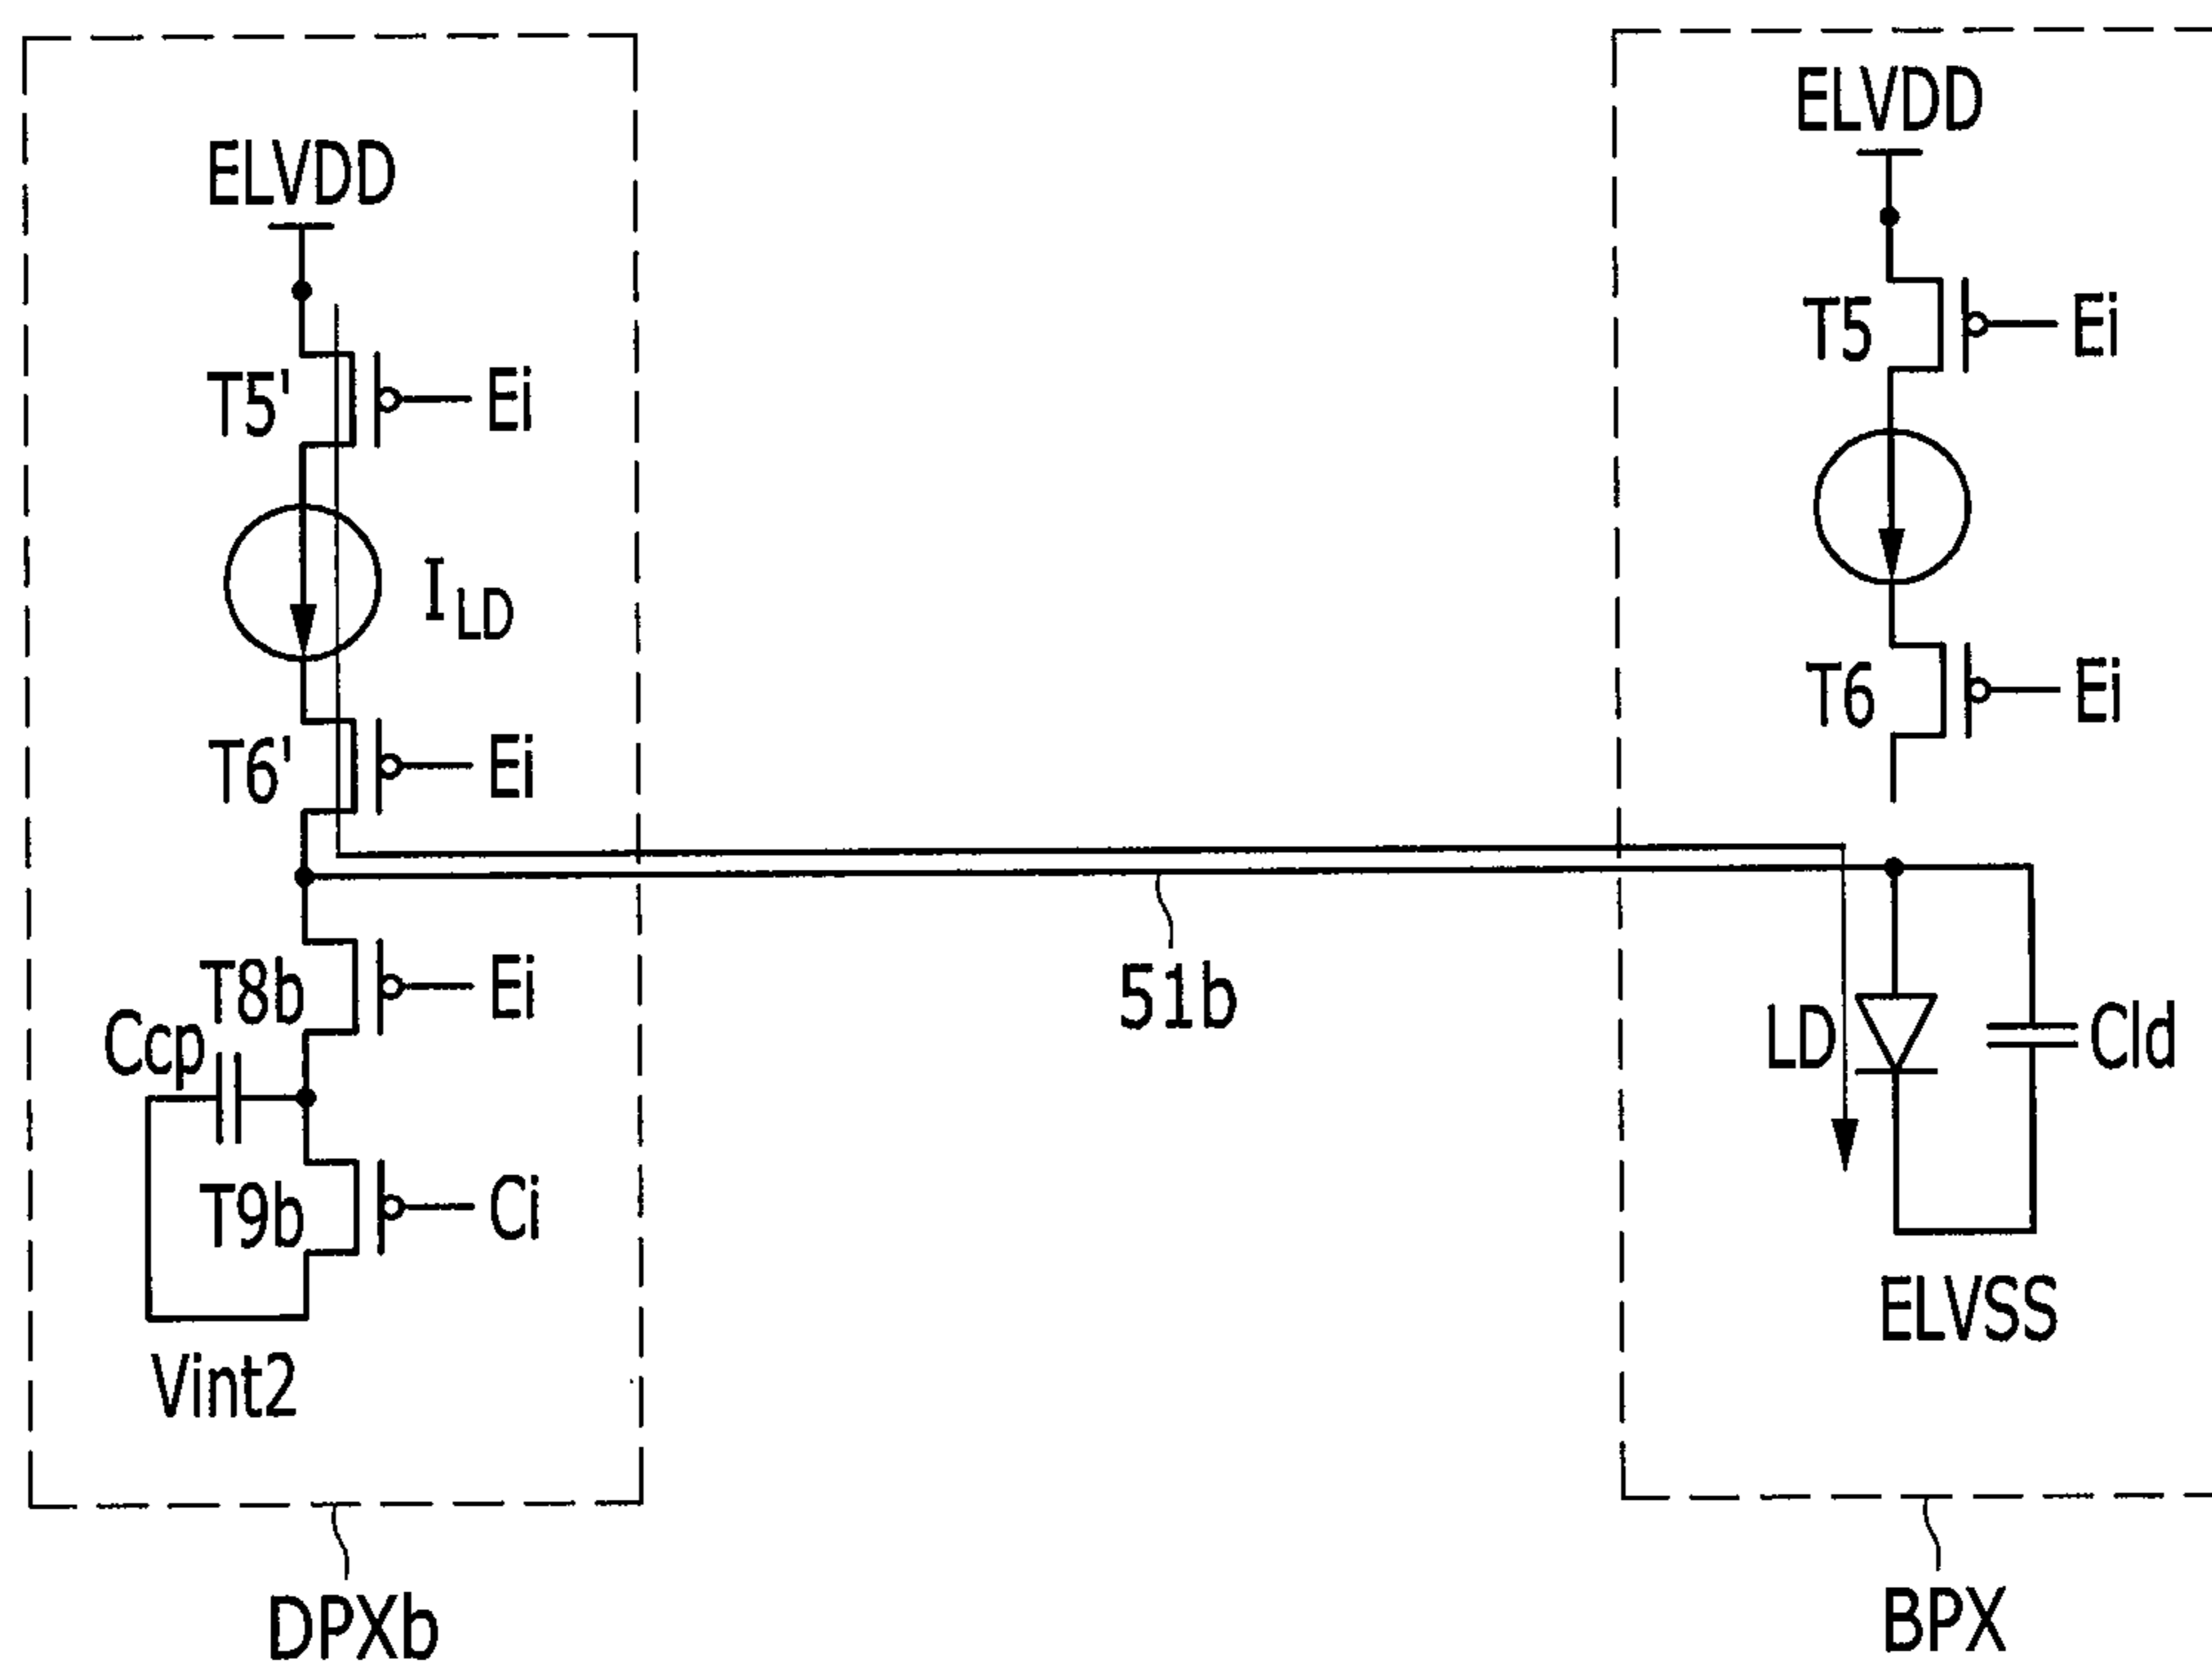 ELVDD
T5' Ei
I LD
T6' Ei
T8b Ei
Ccp
T9b Ci
Vint2
DPXb
51b
ELVDD
T5 Ei
T6 Ei
LD Cld
ELVSS
BPX